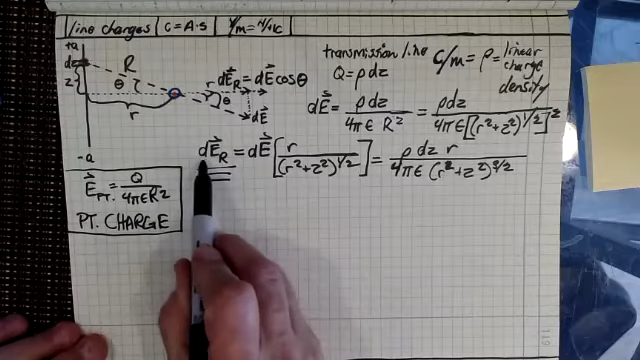 line charges | C = A·S | V/m = N/C
+a
dz
z
R
θ
r
-a
r dE_R = dE cos θ
θ
dE
transmission line
Q = ρ dz
C/m = ρ = linear charge density
dE = ρ dz / 4πε R² = ρ dz / 4πε[(r²+z²)^1/2]²
dE_R = dE [ r / (r²+z²)^1/2 ] = ρ dz r / 4πε (r²+z²)^3/2
E_PT. = Q / 4πεR²
PT. CHARGE
119